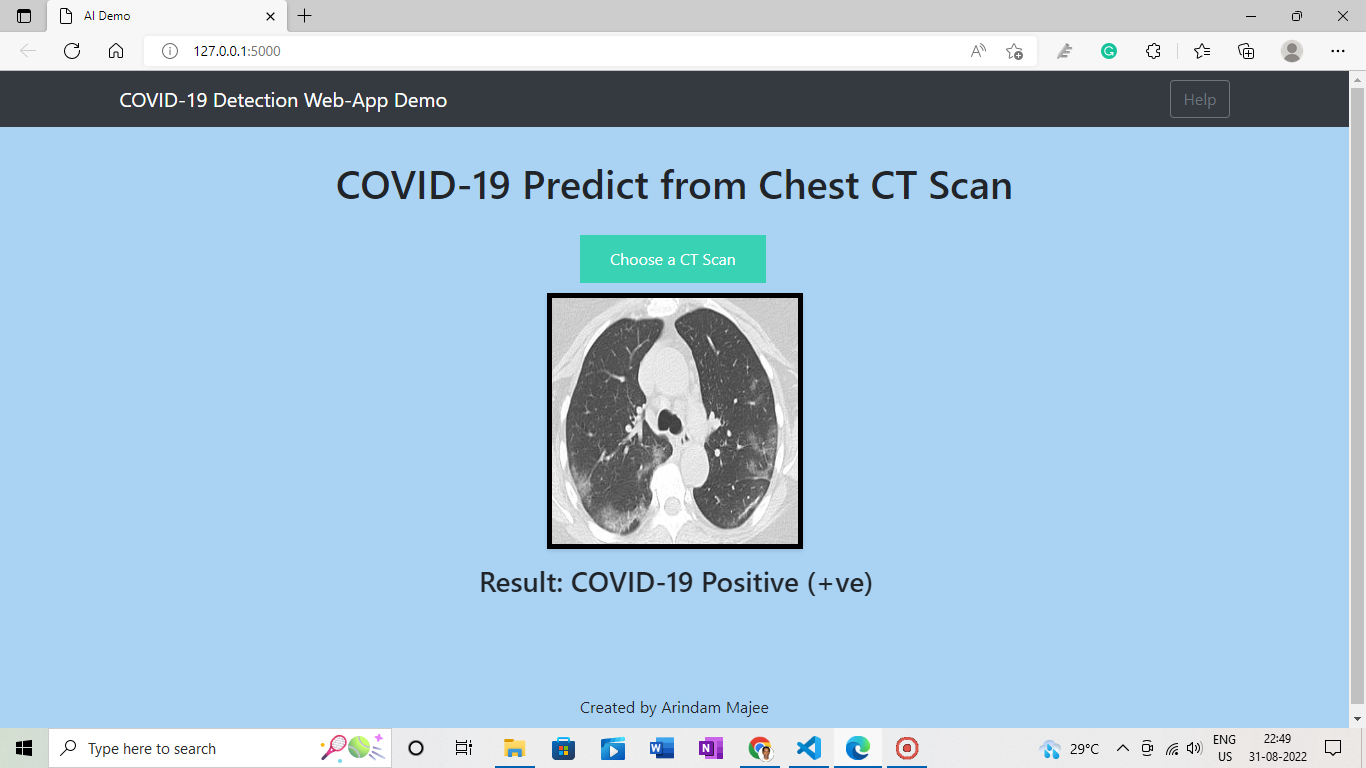 AI Demo
127.0.0.1:5000
COVID-19 Detection Web-App Demo
Help
COVID-19 Predict from Chest CT Scan
Choose a CT Scan
Result: COVID-19 Positive (+ve)
Created by Arindam Majee
Type here to search
29°C
ENG
US
22:49
31-08-2022